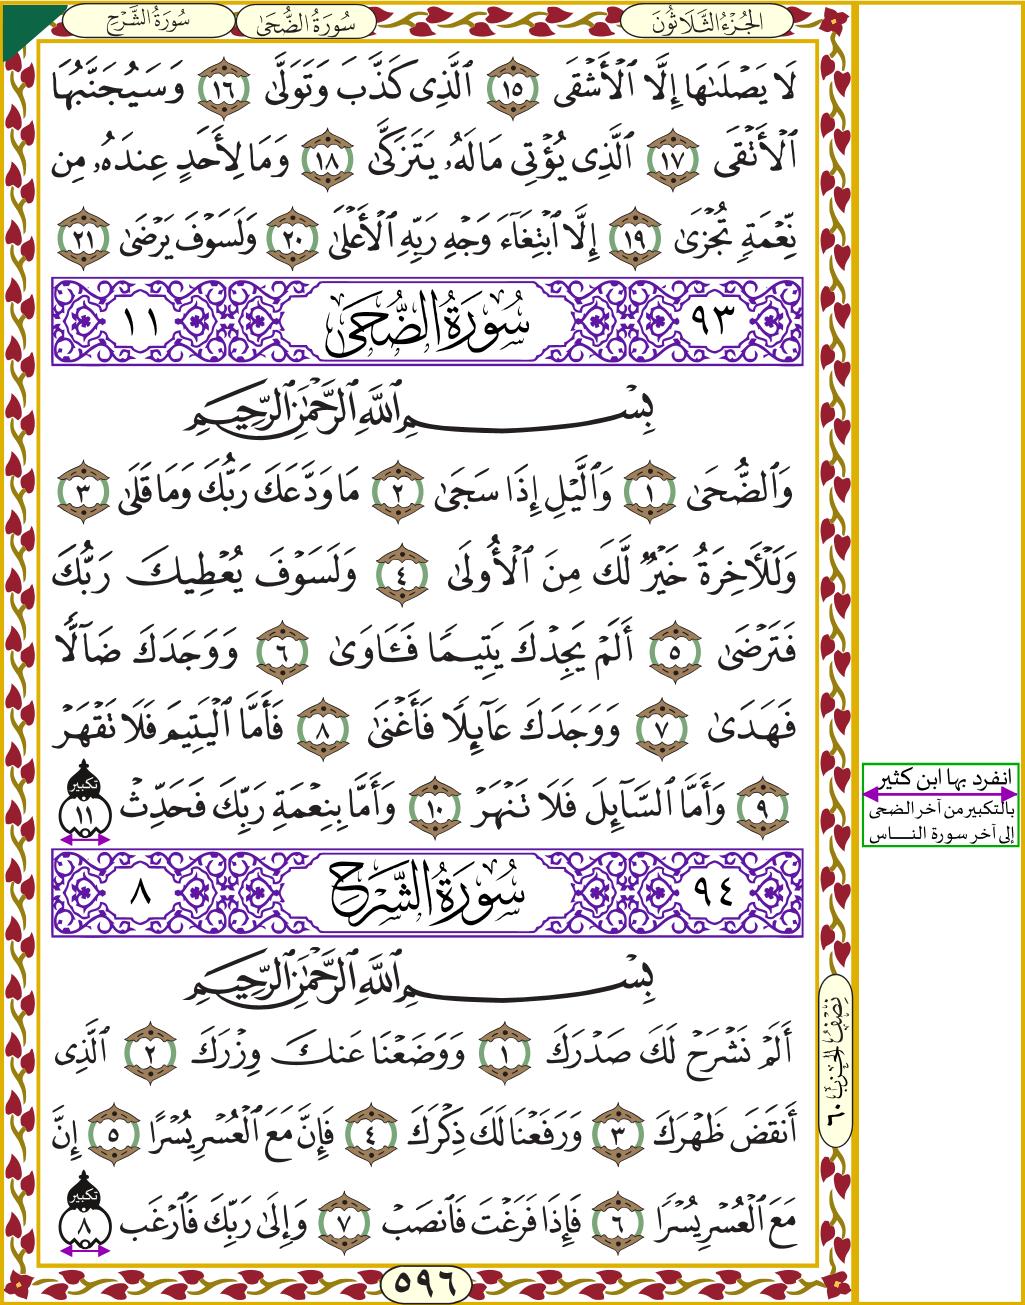 الجُزْءُ الثَّلَاثُونَ سُورَةُ الضُّحَىٰ سُورَةُ الشَّرْحِ
لَا يَصْلَىٰهَا إِلَّا ٱلْأَشْقَى ١٥ ٱلَّذِى كَذَّبَ وَتَوَلَّىٰ ١٦ وَسَيُجَنَّبُهَا
ٱلْأَتْقَى ١٧ ٱلَّذِى يُؤْتِى مَالَهُۥ يَتَزَكَّىٰ ١٨ وَمَا لِأَحَدٍ عِندَهُۥ مِن
نِّعْمَةٍ تُجْزَىٰ ١٩ إِلَّا ٱبْتِغَآءَ وَجْهِ رَبِّهِ ٱلْأَعْلَىٰ ٢٠ وَلَسَوْفَ يَرْضَىٰ ٢١
٩٣ سُورَةُ الضُّحَىٰ ١١
بِسْمِ ٱللَّهِ ٱلرَّحْمَٰنِ ٱلرَّحِيمِ
وَٱلضُّحَىٰ ١ وَٱلَّيْلِ إِذَا سَجَىٰ ٢ مَا وَدَّعَكَ رَبُّكَ وَمَا قَلَىٰ ٣
وَلَلْأَخِرَةُ خَيْرٌ لَّكَ مِنَ ٱلْأُولَىٰ ٤ وَلَسَوْفَ يُعْطِيكَ رَبُّكَ
فَتَرْضَىٰ ٥ أَلَمْ يَجِدْكَ يَتِيمًا فَـَٔاوَىٰ ٦ وَوَجَدَكَ ضَآلًّا
فَهَدَىٰ ٧ وَوَجَدَكَ عَآئِلًا فَأَغْنَىٰ ٨ فَأَمَّا ٱلْيَتِيمَ فَلَا تَقْهَرْ
٩ وَأَمَّا ٱلسَّآئِلَ فَلَا تَنْهَرْ ١٠ وَأَمَّا بِنِعْمَةِ رَبِّكَ فَحَدِّثْ تكبير ١١
انفرد بها ابن كثير
بالتكبير من آخر الضحى
إلى آخر سورة الناس
٩٤ سُورَةُ الشَّرْحِ ٨
بِسْمِ ٱللَّهِ ٱلرَّحْمَٰنِ ٱلرَّحِيمِ
أَلَمْ نَشْرَحْ لَكَ صَدْرَكَ ١ وَوَضَعْنَا عَنكَ وِزْرَكَ ٢ ٱلَّذِى
أَنقَضَ ظَهْرَكَ ٣ وَرَفَعْنَا لَكَ ذِكْرَكَ ٤ فَإِنَّ مَعَ ٱلْعُسْرِ يُسْرًا ٥ إِنَّ
مَعَ ٱلْعُسْرِ يُسْرًا ٦ فَإِذَا فَرَغْتَ فَٱنصَبْ ٧ وَإِلَىٰ رَبِّكَ فَٱرْغَب تكبير ٨
نِصْفُ الحِزْبِ ٦٠
٥٩٦